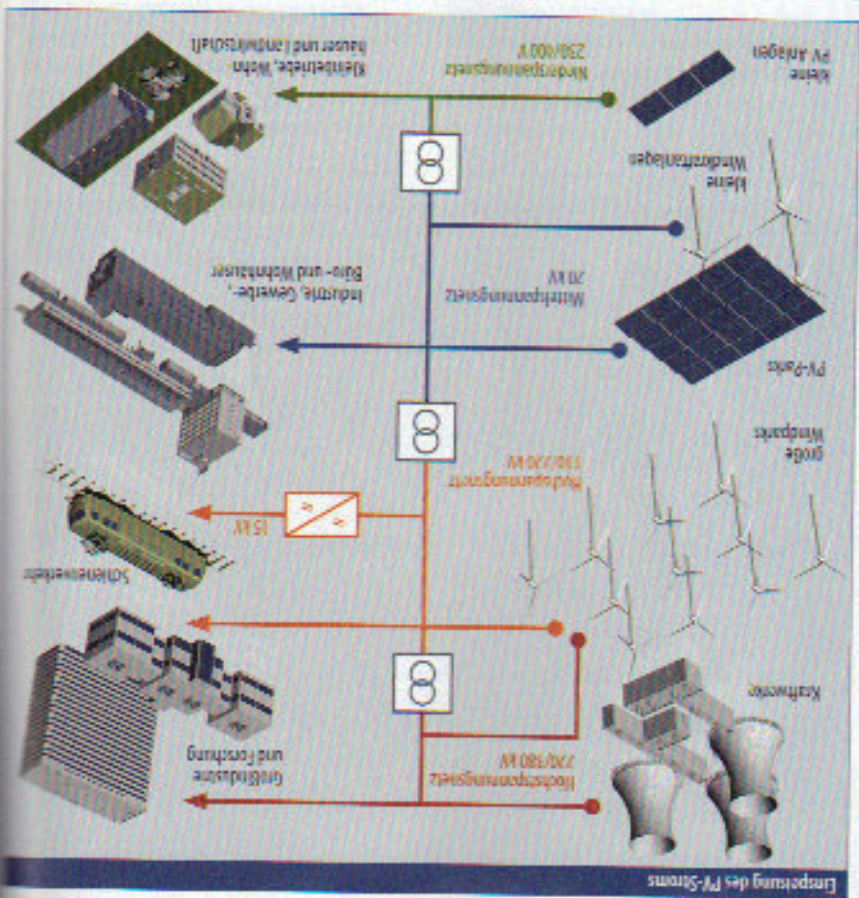 Einspeisung des PV-Stroms
Kraftwerke
Höchstspannungsnetz
220/380 kV
Großindustrie
und Forschung
große
Windparks
Hochspannungsnetz
110/220 kV
Schienenverkehr
15 kV
PV-Parks
Mittelspannungsnetz
20 kV
Industrie, Gewerbe-,
Büro- und Wohnhäuser
kleine
Windkraftanlagen
kleine
PV Anlagen
Niederspannungsnetz
230/400 V
Kleinbetriebe, Wohn-
häuser und Landwirtschaft